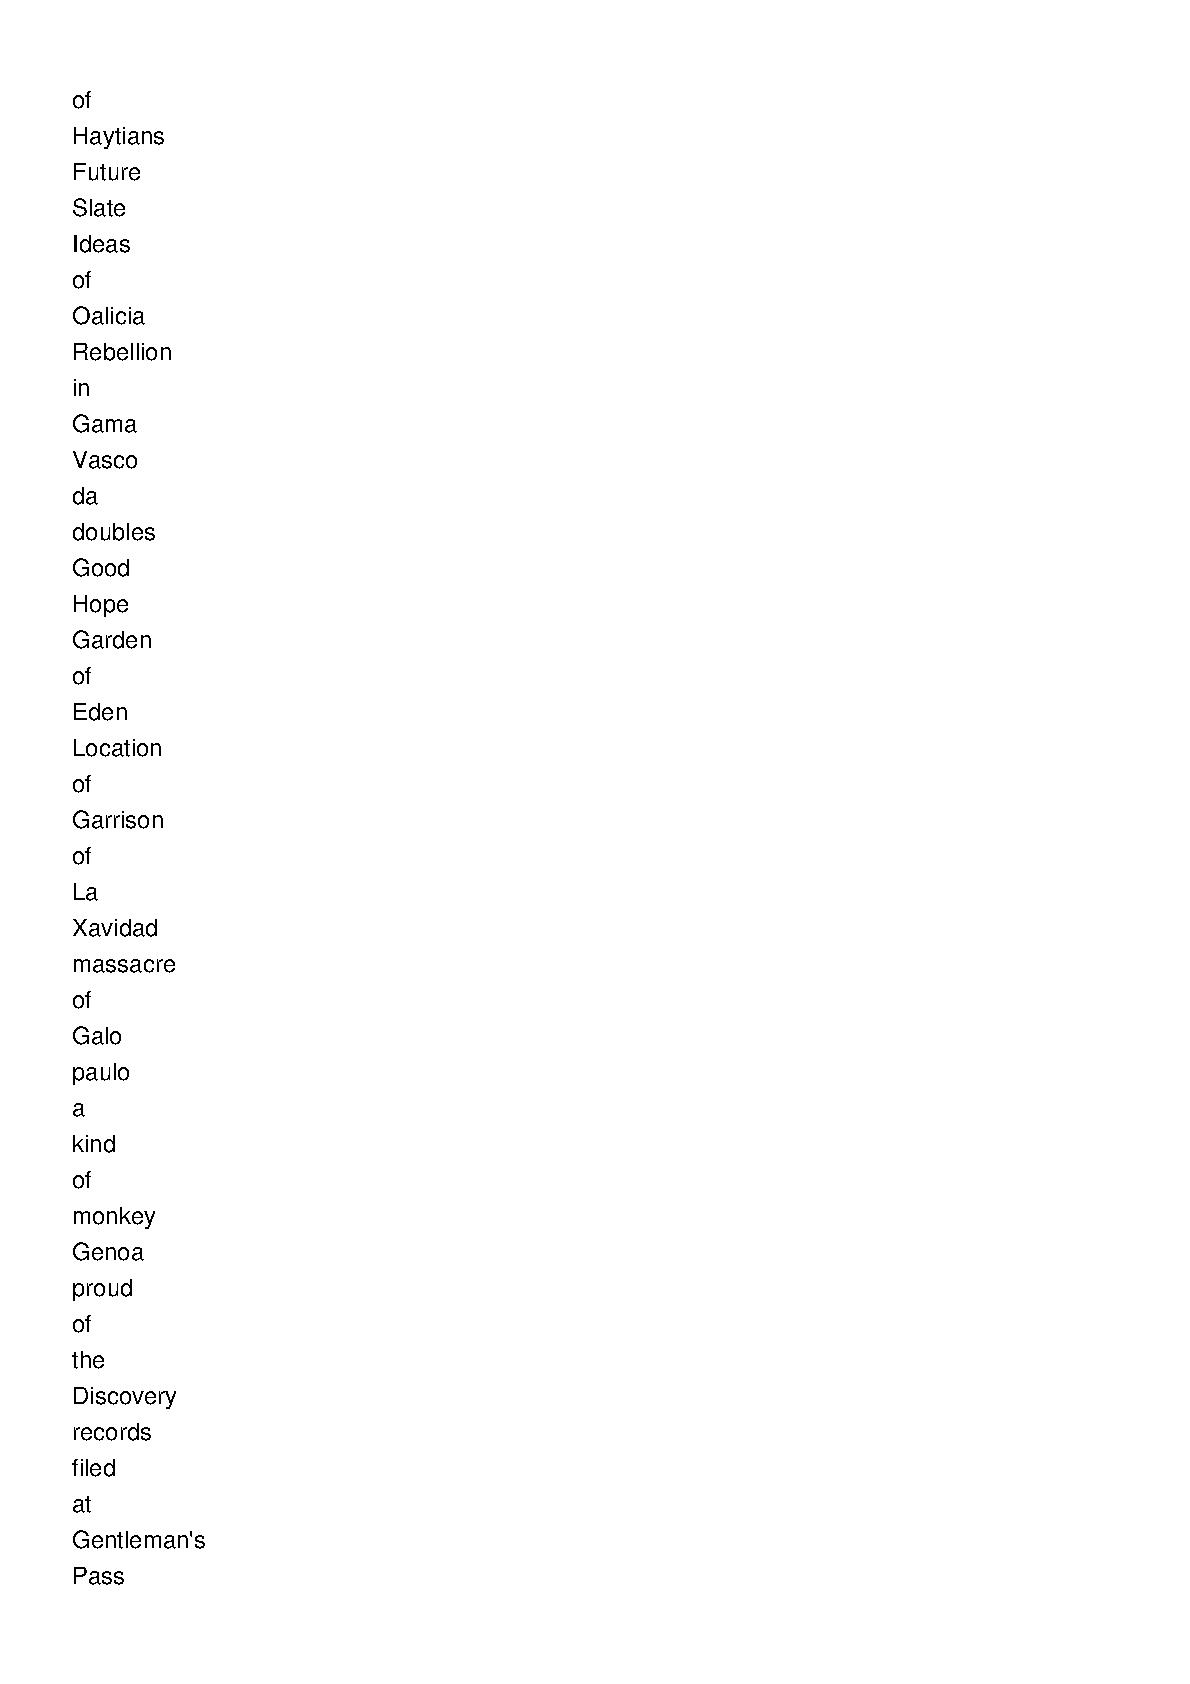 of
Haytians
Future
Slate
Ideas
of
Oalicia
Rebellion
in
Gama
Vasco
da
doubles
Good
Hope
Garden
of
Eden
Location
of
Garrison
of
La
Xavidad
massacre
of
Galo
paulo
a
kind
of
monkey
Genoa
proud
of
the
Discovery
records
filed
at
Gentleman's
Pass